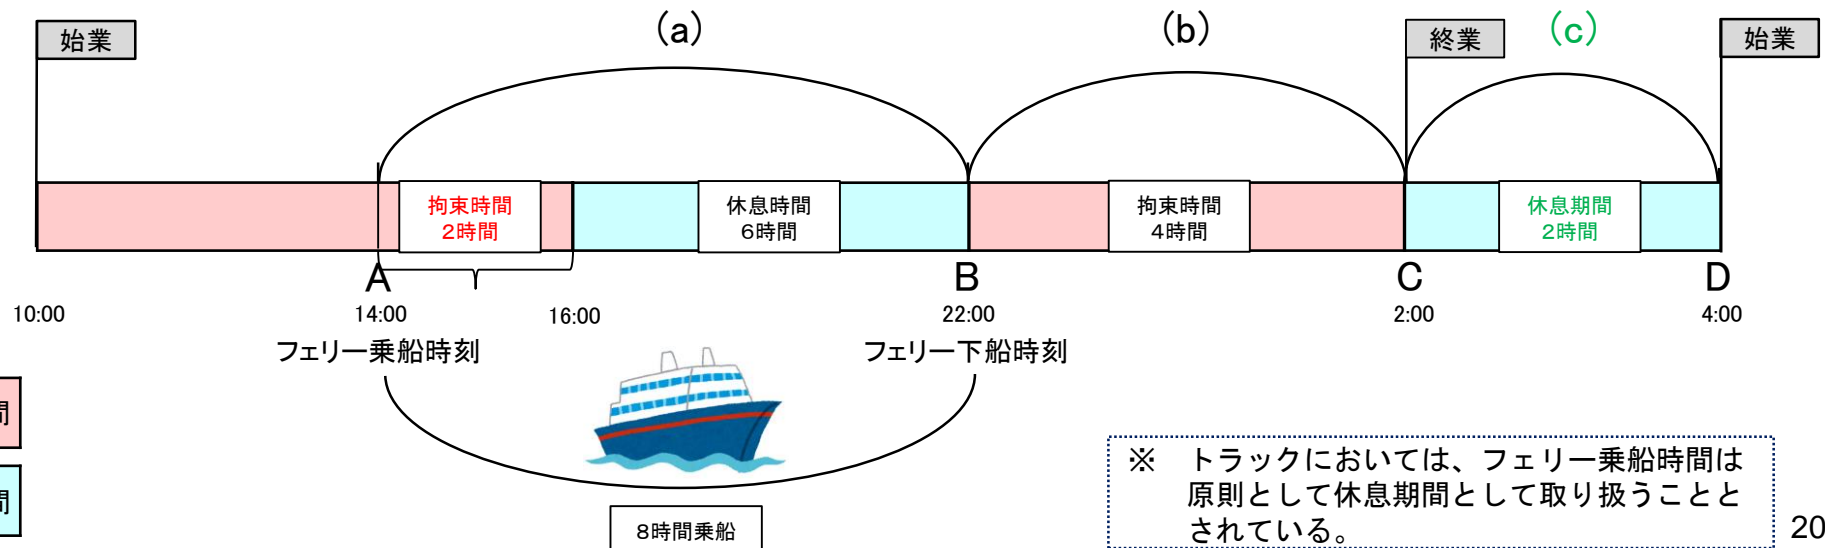 (a)
(b)
(c)
始業
終業
始業
拘束時間
2時間
休息時間
6時間
拘束時間
4時間
休息期間
2時間
A
B
C
D
10:00
14:00
16:00
22:00
2:00
4:00
フェリー乗船時刻
フェリー下船時刻
間
間
8時間乗船
※ トラックにおいては、フェリー乗船時間は
原則として休息期間として取り扱うことと
されている。
20